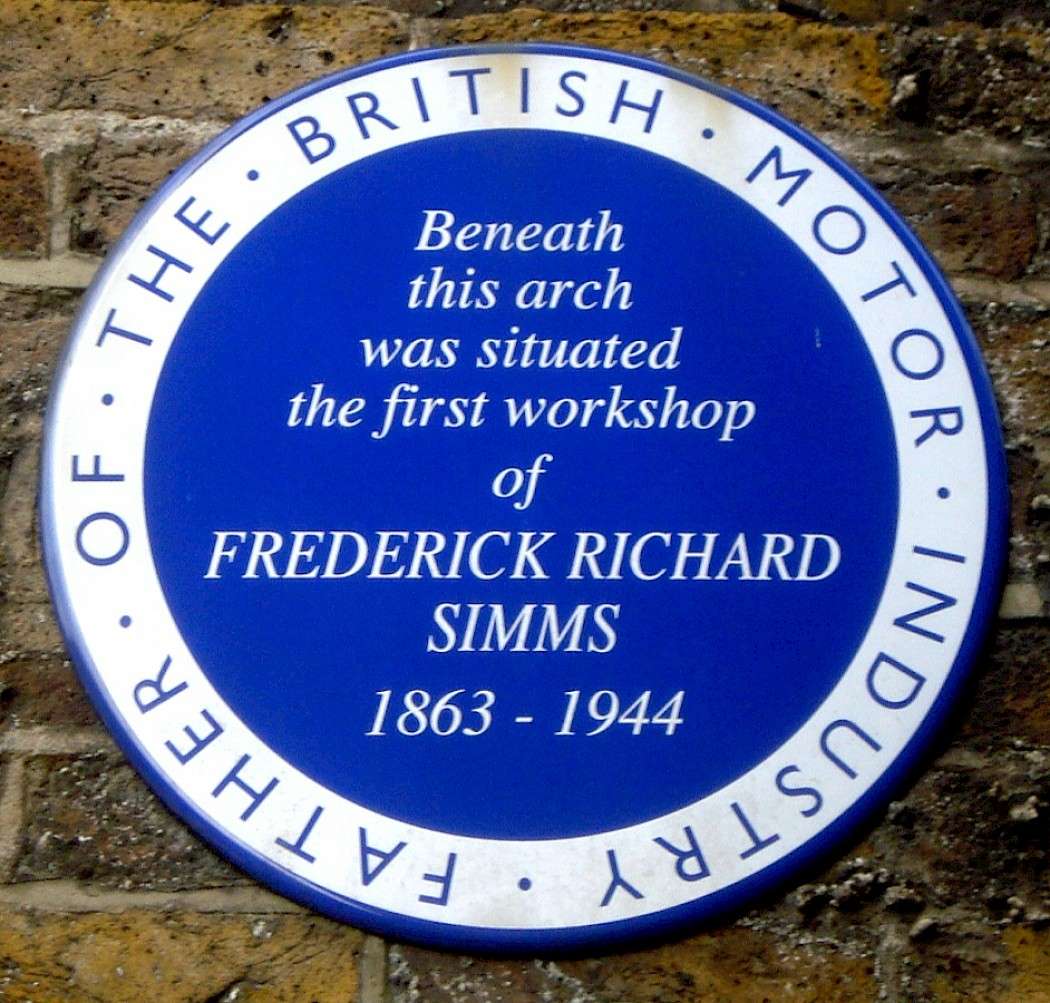 FATHER · OF · THE · BRITISH · MOTOR · INDUSTRY ·
Beneath
this arch
was situated
the first workshop
of
FREDERICK RICHARD
SIMMS
1863 - 1944